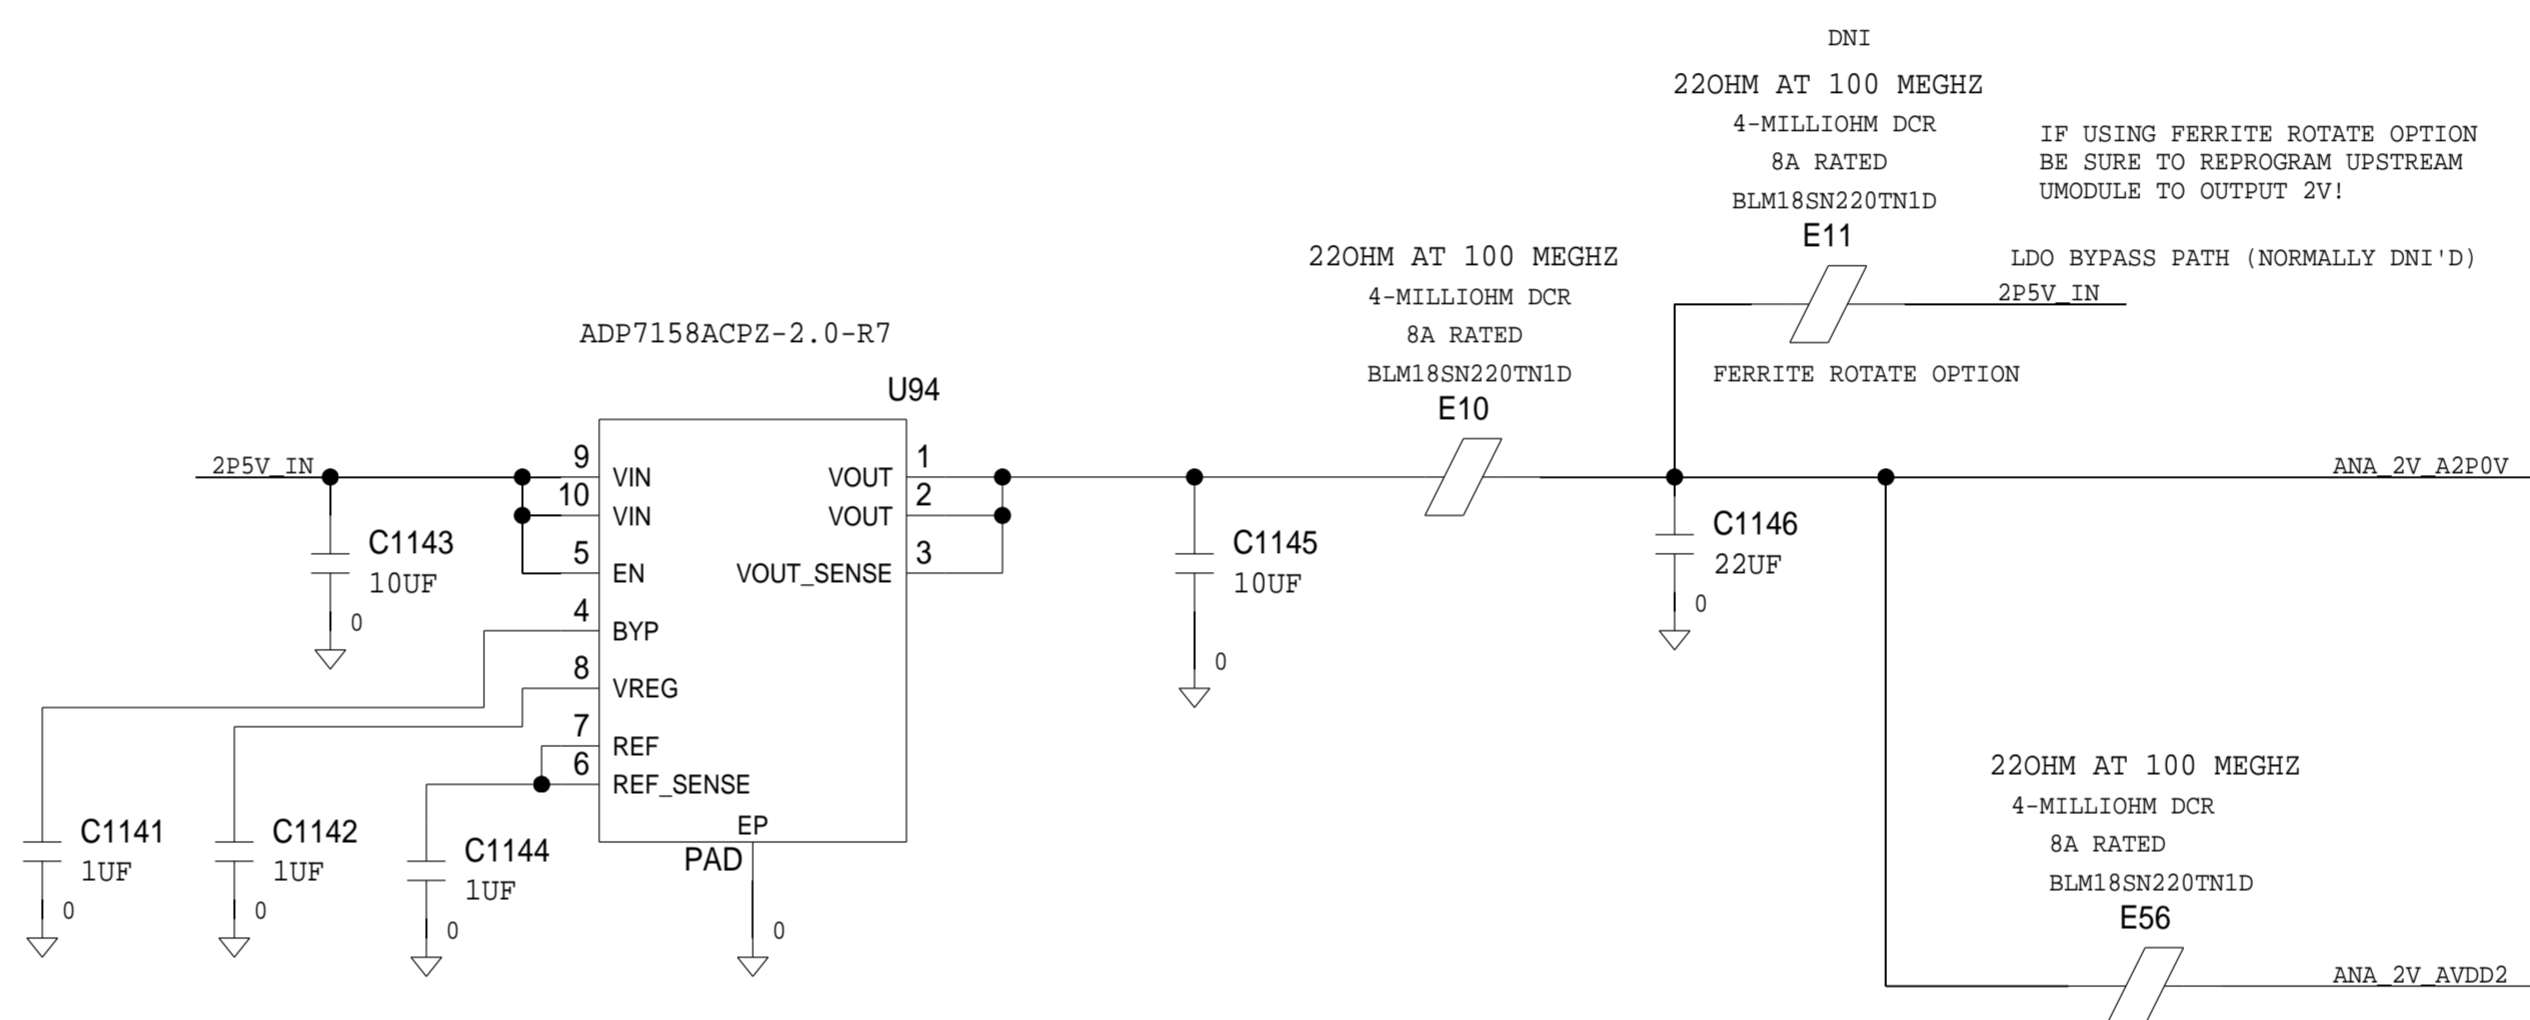 DNI
22OHM AT 100 MEGHZ
4-MILLIOHM DCR
8A RATED
BLM18SN220TN1D
E11
IF USING FERRITE ROTATE OPTION
BE SURE TO REPROGRAM UPSTREAM
UMODULE TO OUTPUT 2V!
LDO BYPASS PATH (NORMALLY DNI'D)
2P5V_IN
FERRITE ROTATE OPTION
22OHM AT 100 MEGHZ
4-MILLIOHM DCR
8A RATED
BLM18SN220TN1D
E10
ADP7158ACPZ-2.0-R7
U94
2P5V_IN
9
VIN
10
VIN
5
EN
4
BYP
8
VREG
7
REF
6
REF_SENSE
EP
PAD
0
VOUT
1
VOUT
2
VOUT_SENSE
3
C1143
10UF
0
C1141
1UF
0
C1142
1UF
0
C1144
1UF
0
C1145
10UF
0
C1146
22UF
0
ANA_2V_A2P0V
22OHM AT 100 MEGHZ
4-MILLIOHM DCR
8A RATED
BLM18SN220TN1D
E56
ANA_2V_AVDD2